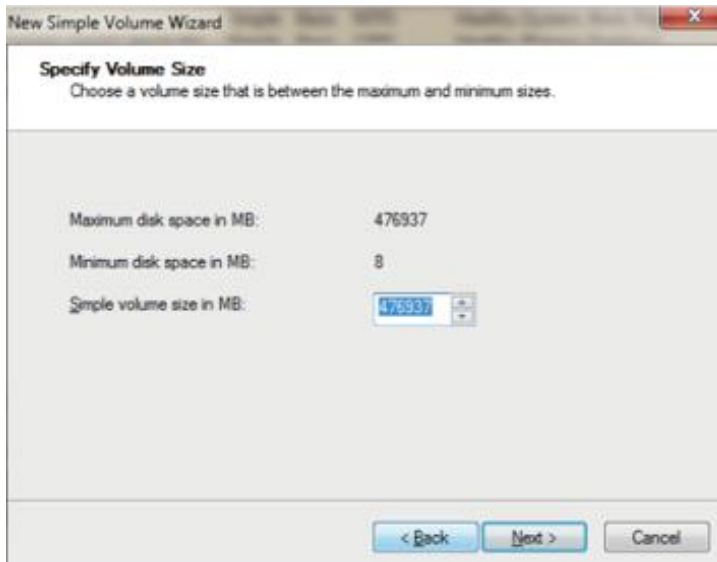 New Simple Volume Wizard
Specify Volume Size
Choose a volume size that is between the maximum and minimum sizes.
Maximum disk space in MB: 476937
Minimum disk space in MB: 8
Simple volume size in MB: 476937
< Back Next > Cancel